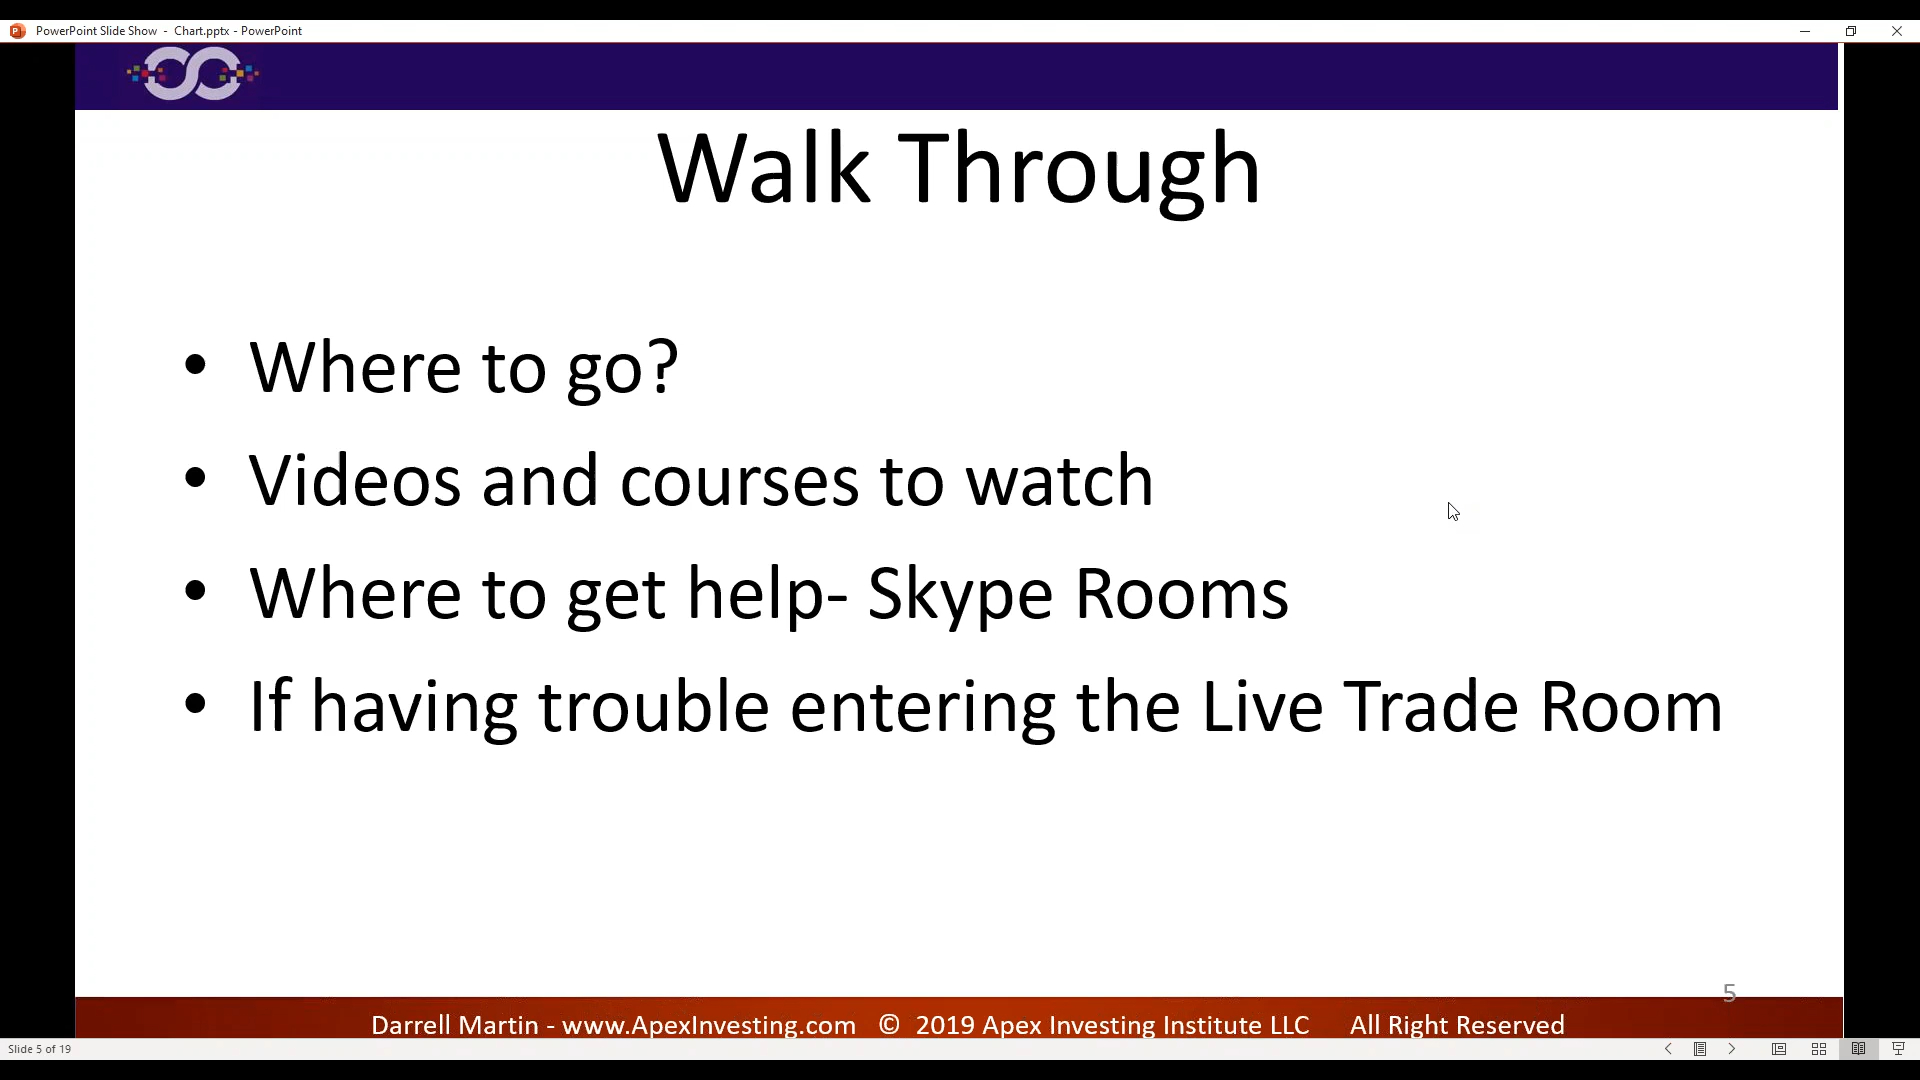 PowerPoint Slide Show - Chart.pptx - PowerPoint
Walk Through
• Where to go?
• Videos and courses to watch
• Where to get help- Skype Rooms
• If having trouble entering the Live Trade Room
5
Darrell Martin - www.ApexInvesting.com © 2019 Apex Investing Institute LLC All Right Reserved
Slide 5 of 19